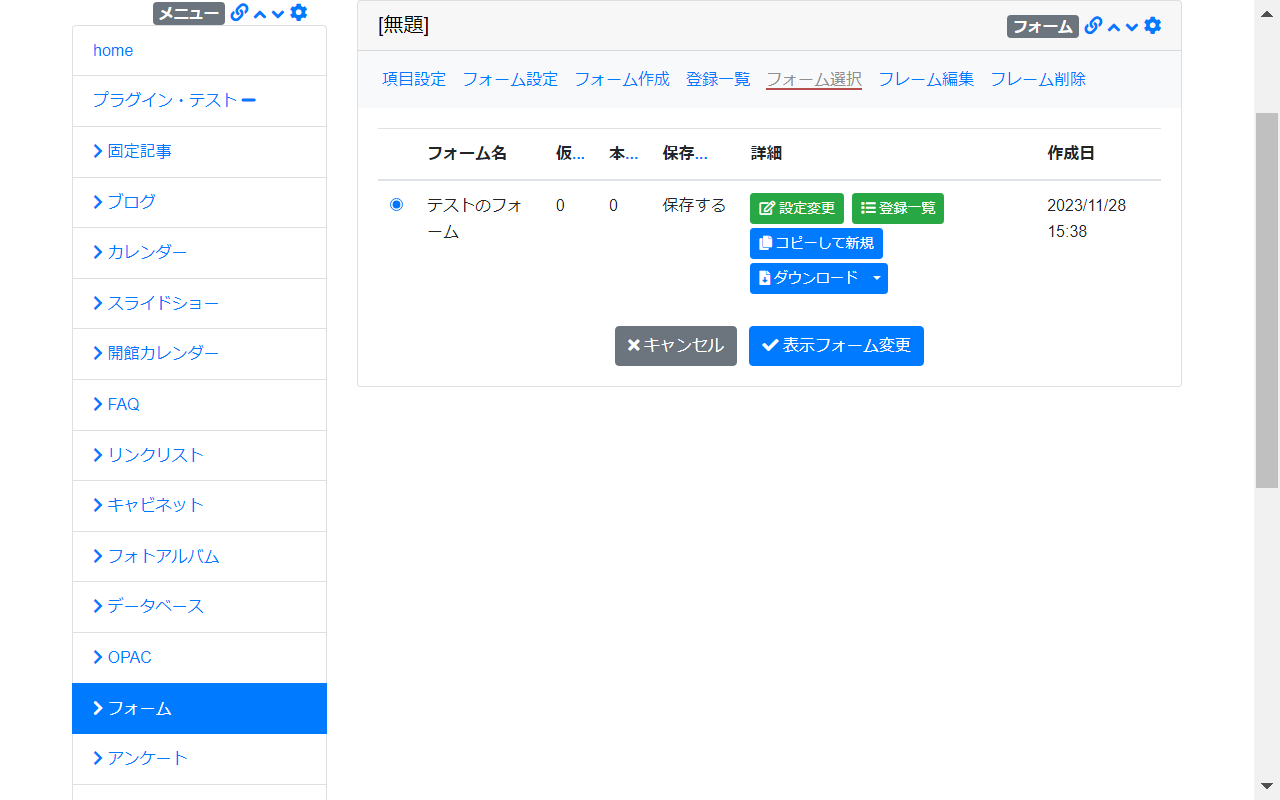 メニュー
home
プラグイン・テスト
固定記事
ブログ
カレンダー
スライドショー
開館カレンダー
FAQ
リンクリスト
キャビネット
フォトアルバム
データベース
OPAC
フォーム
アンケート
[無題]
フォーム
項目設定 フォーム設定 フォーム作成 登録一覧 フォーム選択 フレーム編集 フレーム削除
フォーム名 仮... 本... 保存... 詳細 作成日
テストのフォ
ーム
0 0 保存する
設定変更 登録一覧
コピーして新規
ダウンロード
2023/11/28
15:38
キャンセル 表示フォーム変更